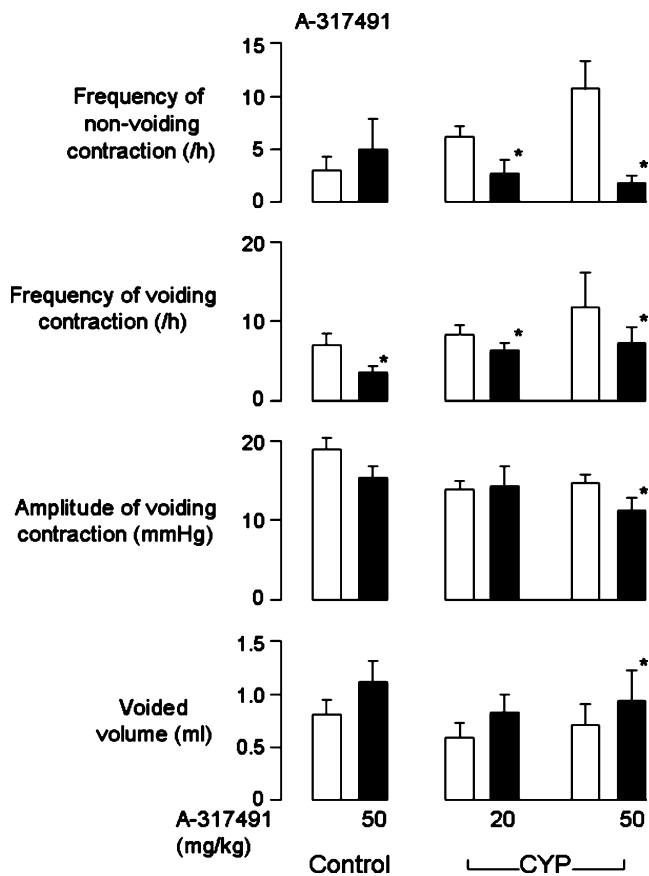 A-317491
Frequency of
non-voiding
contraction (/h)
15
10
5
0
*
*
Frequency of voiding
contraction (/h)
20
10
0
*
*
*
Amplitude of voiding
contraction (mmHg)
20
10
0
*
Voided
volume (ml)
1.5
1.0
0.5
0
*
A-317491
(mg/kg)
50
20
50
Control
CYP